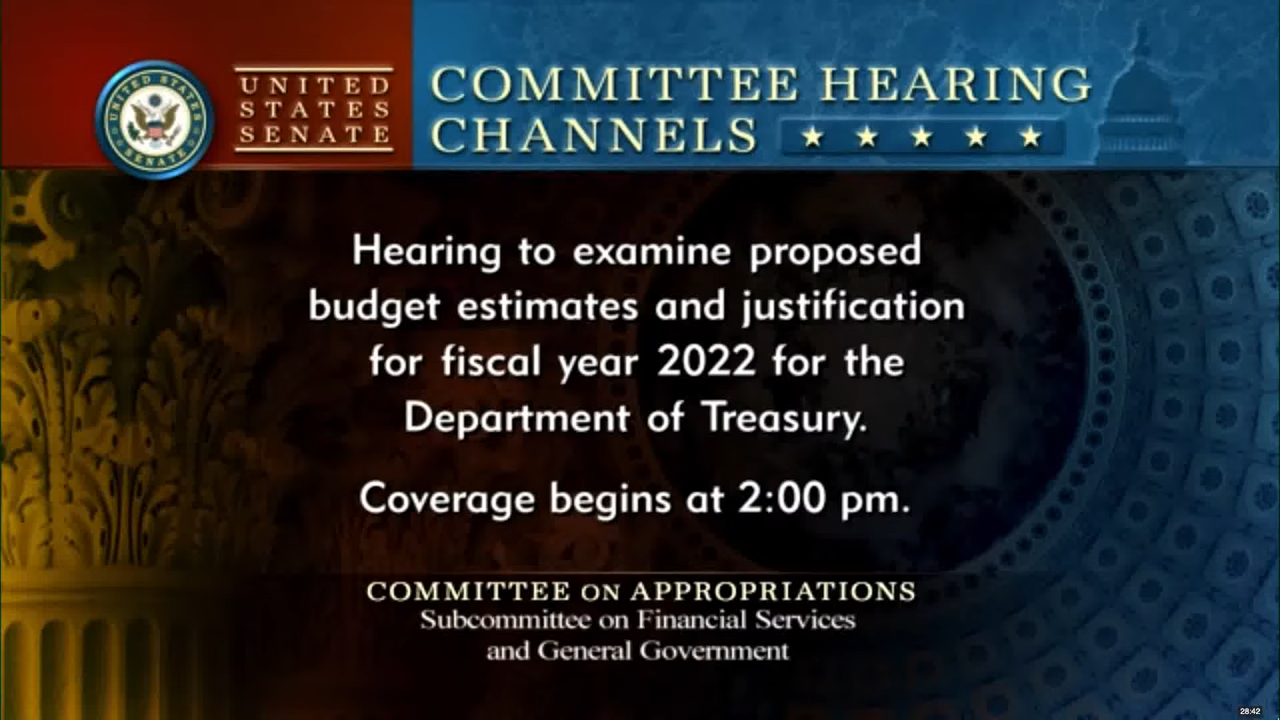 UNITED STATES
SENATE
UNITED
STATES
SENATE
COMMITTEE HEARING
CHANNELS
Hearing to examine proposed
budget estimates and justification
for fiscal year 2022 for the
Department of Treasury.
Coverage begins at 2:00 pm.
COMMITTEE ON APPROPRIATIONS
Subcommittee on Financial Services
and General Government
28:42